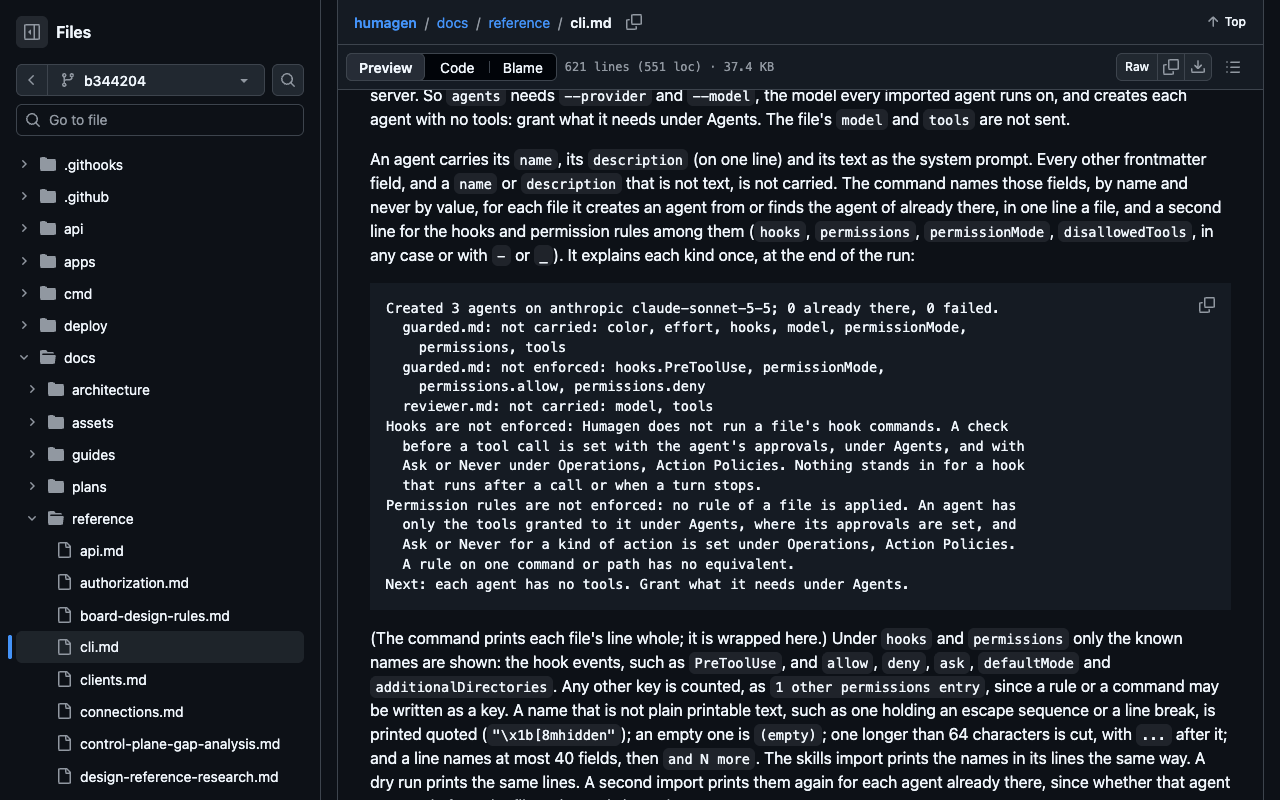 Files
b344204
Go to file
.githooks
.github
api
apps
cmd
deploy
docs
architecture
assets
guides
plans
reference
api.md
authorization.md
board-design-rules.md
cli.md
clients.md
connections.md
control-plane-gap-analysis.md
design-reference-research.md
humagen / docs / reference / cli.md
Top
Preview Code Blame 621 lines (551 loc) · 37.4 KB
Raw
server. So agents needs --provider and --model, the model every imported agent runs on, and creates each
agent with no tools: grant what it needs under Agents. The file's model and tools are not sent.
An agent carries its name, its description (on one line) and its text as the system prompt. Every other frontmatter
field, and a name or description that is not text, is not carried. The command names those fields, by name and
never by value, for each file it creates an agent from or finds the agent of already there, in one line a file, and a second
line for the hooks and permission rules among them (hooks, permissions, permissionMode, disallowedTools, in
any case or with - or _). It explains each kind once, at the end of the run:
Created 3 agents on anthropic claude-sonnet-5-5; 0 already there, 0 failed.
guarded.md: not carried: color, effort, hooks, model, permissionMode,
permissions, tools
guarded.md: not enforced: hooks.PreToolUse, permissionMode,
permissions.allow, permissions.deny
reviewer.md: not carried: model, tools
Hooks are not enforced: Humagen does not run a file's hook commands. A check
before a tool call is set with the agent's approvals, under Agents, and with
Ask or Never under Operations, Action Policies. Nothing stands in for a hook
that runs after a call or when a turn stops.
Permission rules are not enforced: no rule of a file is applied. An agent has
only the tools granted to it under Agents, where its approvals are set, and
Ask or Never for a kind of action is set under Operations, Action Policies.
A rule on one command or path has no equivalent.
Next: each agent has no tools. Grant what it needs under Agents.
(The command prints each file's line whole; it is wrapped here.) Under hooks and permissions only the known
names are shown: the hook events, such as PreToolUse, and allow, deny, ask, defaultMode and
additionalDirectories. Any other key is counted, as 1 other permissions entry, since a rule or a command may
be written as a key. A name that is not plain printable text, such as one holding an escape sequence or a line break, is
printed quoted ("\x1b[8mhidden"); an empty one is (empty); one longer than 64 characters is cut, with ... after it;
and a line names at most 40 fields, then and N more. The skills import prints the names in its lines the same way. A
dry run prints the same lines. A second import prints them again for each agent already there, since whether that agent